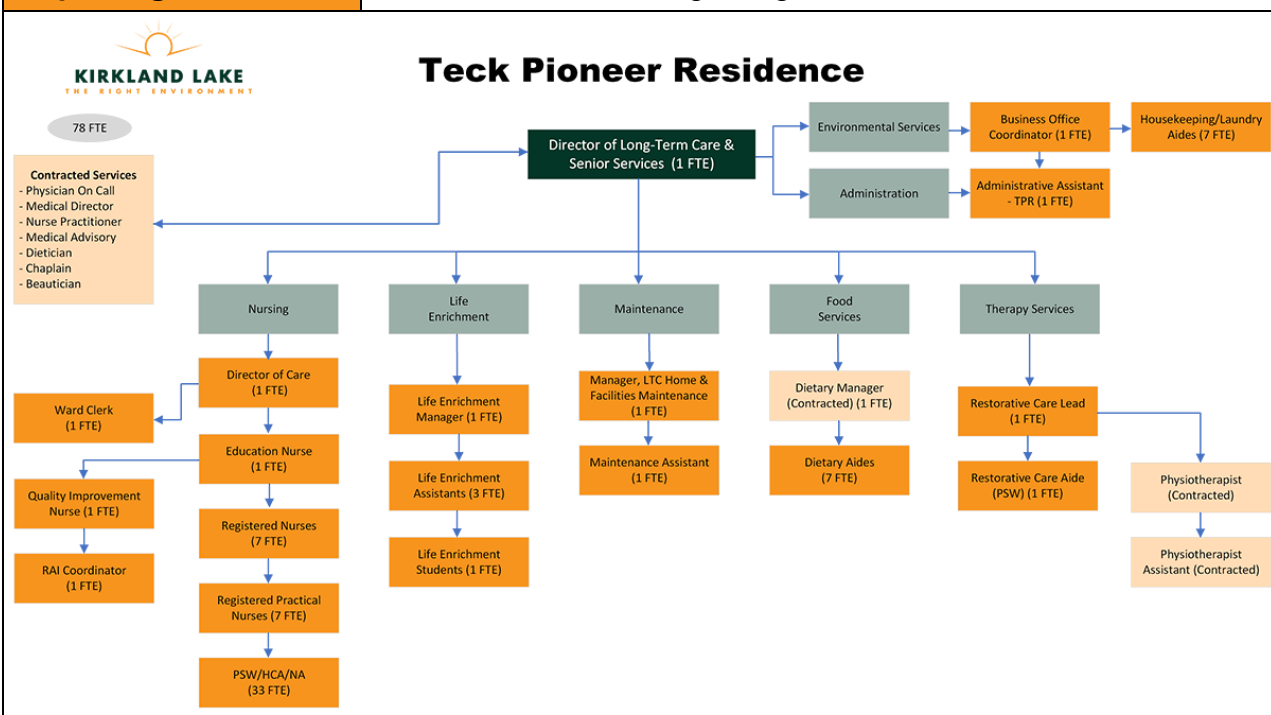 KIRKLAND LAKE
THE RIGHT ENVIRONMENT
Teck Pioneer Residence
78 FTE
Contracted Services
- Physician On Call
- Medical Director
- Nurse Practitioner
- Medical Advisory
- Dietician
- Chaplain
- Beautician
Director of Long-Term Care &
Senior Services (1 FTE)
Environmental Services
Business Office
Coordinator (1 FTE)
Housekeeping/Laundry
Aides (7 FTE)
Administration
Administrative Assistant
- TPR (1 FTE)
Nursing
Life
Enrichment
Maintenance
Food
Services
Therapy Services
Director of Care
(1 FTE)
Ward Clerk
(1 FTE)
Education Nurse
(1 FTE)
Quality Improvement
Nurse (1 FTE)
RAI Coordinator
(1 FTE)
Registered Nurses
(7 FTE)
Registered Practical
Nurses (7 FTE)
PSW/HCA/NA
(33 FTE)
Life Enrichment
Manager (1 FTE)
Life Enrichment
Assistants (3 FTE)
Life Enrichment
Students (1 FTE)
Manager, LTC Home &
Facilities Maintenance
(1 FTE)
Maintenance Assistant
(1 FTE)
Dietary Manager
(Contracted) (1 FTE)
Dietary Aides
(7 FTE)
Restorative Care Lead
(1 FTE)
Restorative Care Aide
(PSW) (1 FTE)
Physiotherapist
(Contracted)
Physiotherapist
Assistant (Contracted)